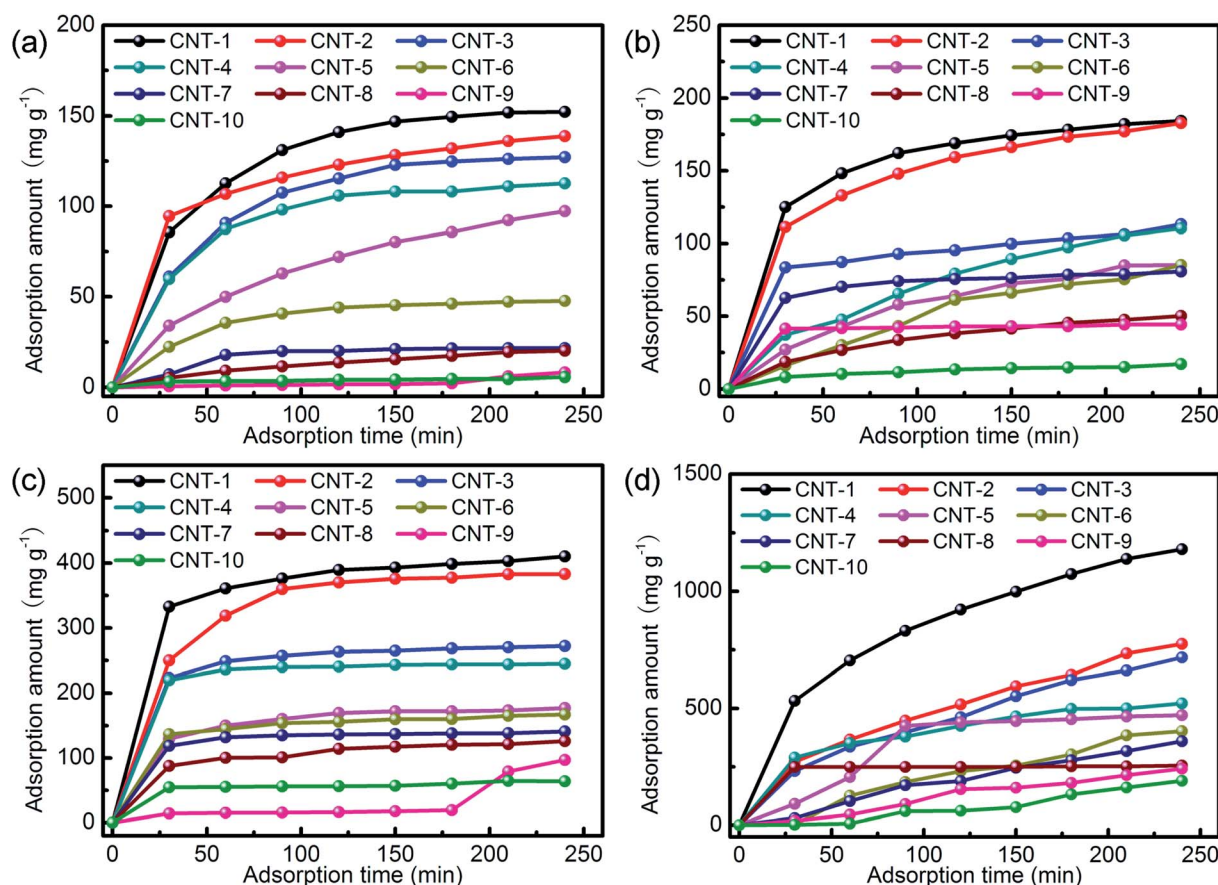 (a)
200
CNT-1 CNT-2 CNT-3
CNT-4 CNT-5 CNT-6
CNT-7 CNT-8 CNT-9
CNT-10
150
100
50
0
Adsorption amount (mg g⁻¹)
0 50 100 150 200 250
Adsorption time (min)
(b)
250
CNT-1 CNT-2 CNT-3
CNT-4 CNT-5 CNT-6
CNT-7 CNT-8 CNT-9
CNT-10
200
150
100
50
0
Adsorption amount (mg g⁻¹)
0 50 100 150 200 250
Adsorption time (min)
(c)
CNT-1 CNT-2 CNT-3
CNT-4 CNT-5 CNT-6
CNT-7 CNT-8 CNT-9
CNT-10
500
400
300
200
100
0
Adsorption amount (mg g⁻¹)
0 50 100 150 200 250
Adsorption time (min)
(d)
1500
CNT-1 CNT-2 CNT-3
CNT-4 CNT-5 CNT-6
CNT-7 CNT-8 CNT-9
CNT-10
1000
500
0
Adsorption amount (mg g⁻¹)
0 50 100 150 200 250
Adsorption time (min)